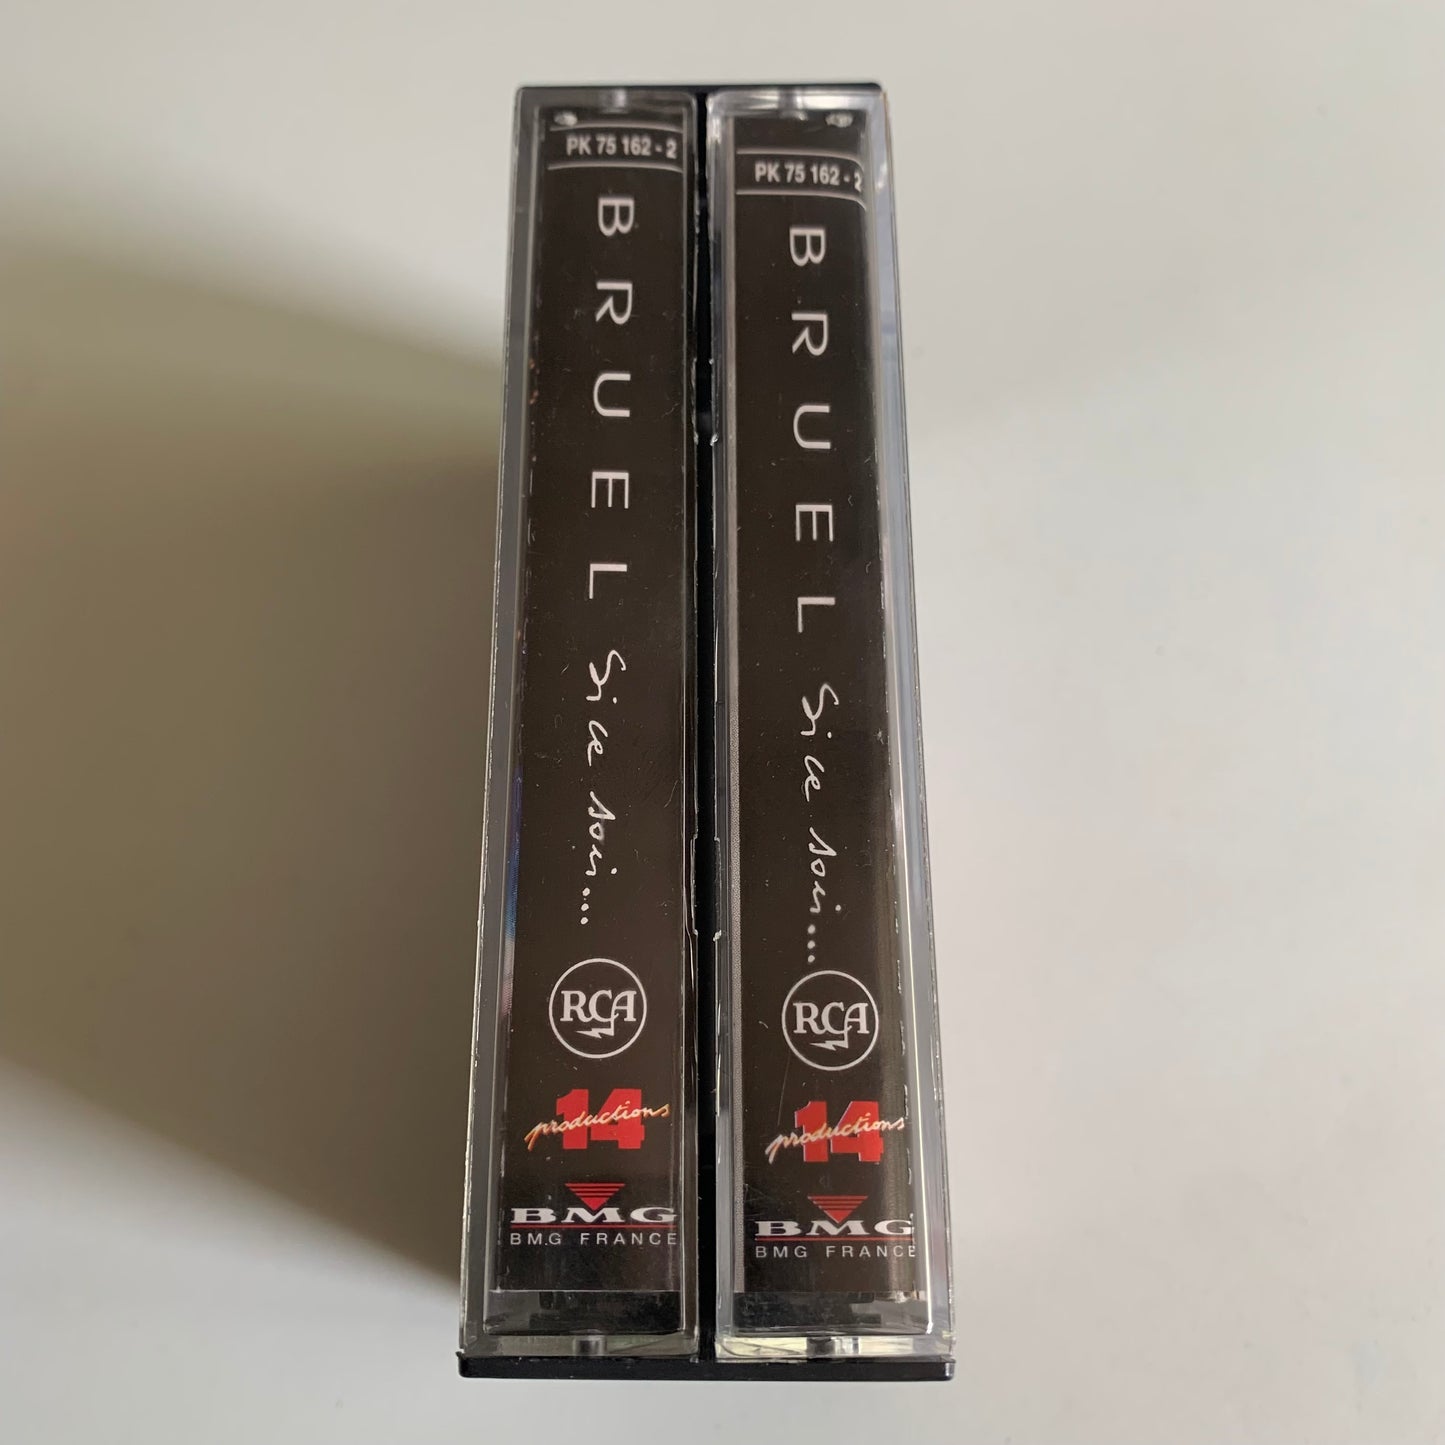 PK 75 162 - 2
BRUEL
Si ce soir...
RCA
14
productions
BMG
BMG FRANCE
PK 75 162 - 2
BRUEL
Si ce soir...
RCA
14
productions
BMG
BMG FRANCE